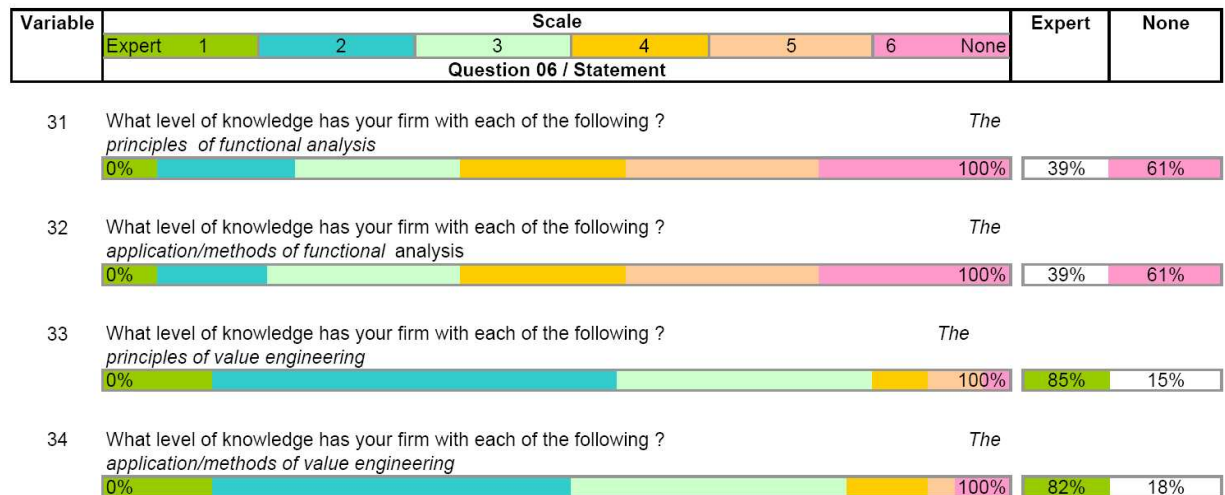 Variable Scale Expert None
Expert 1 2 3 4 5 6 None
Question 06 / Statement
31 What level of knowledge has your firm with each of the following ? The
principles of functional analysis
0% 100% 39% 61%
32 What level of knowledge has your firm with each of the following ? The
application/methods of functional analysis
0% 100% 39% 61%
33 What level of knowledge has your firm with each of the following ? The
principles of value engineering
0% 100% 85% 15%
34 What level of knowledge has your firm with each of the following ? The
application/methods of value engineering
0% 100% 82% 18%